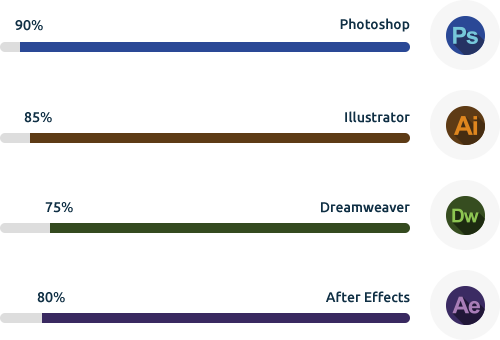 90% Photoshop Ps
85% Illustrator Ai
75% Dreamweaver Dw
80% After Effects Ae